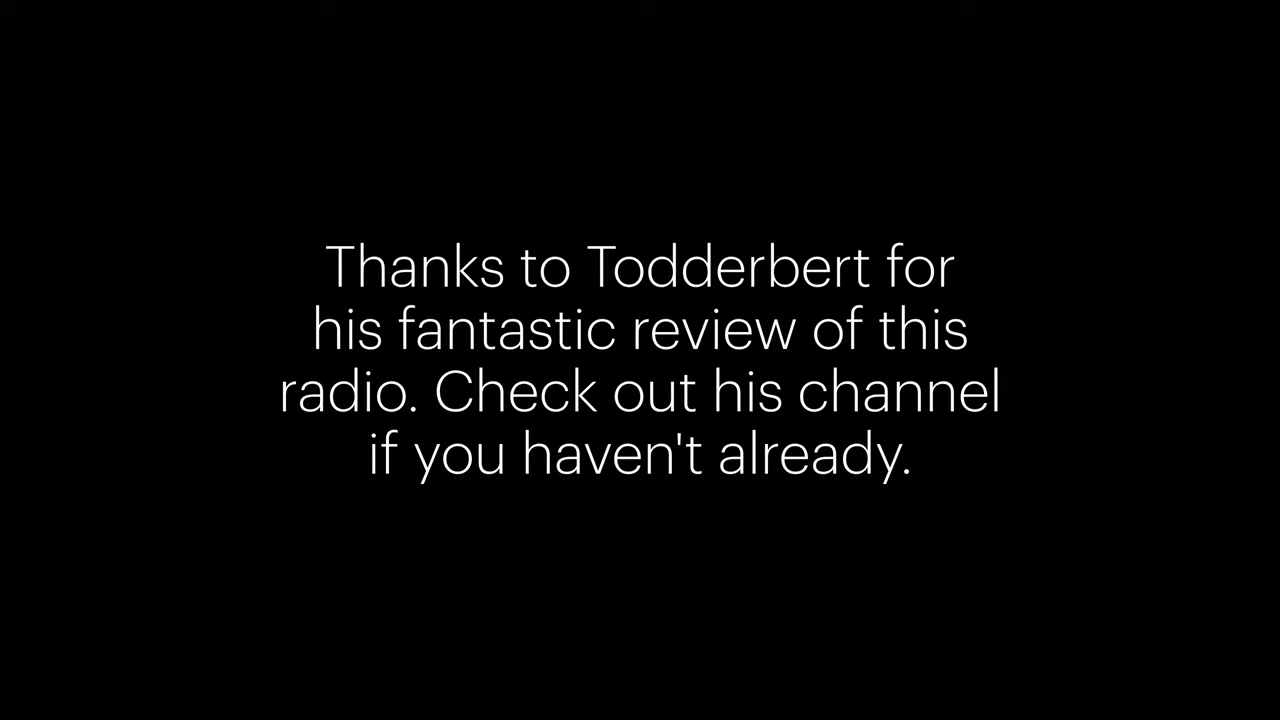 Thanks to Todderbert for
his fantastic review of this
radio. Check out his channel
if you haven't already.